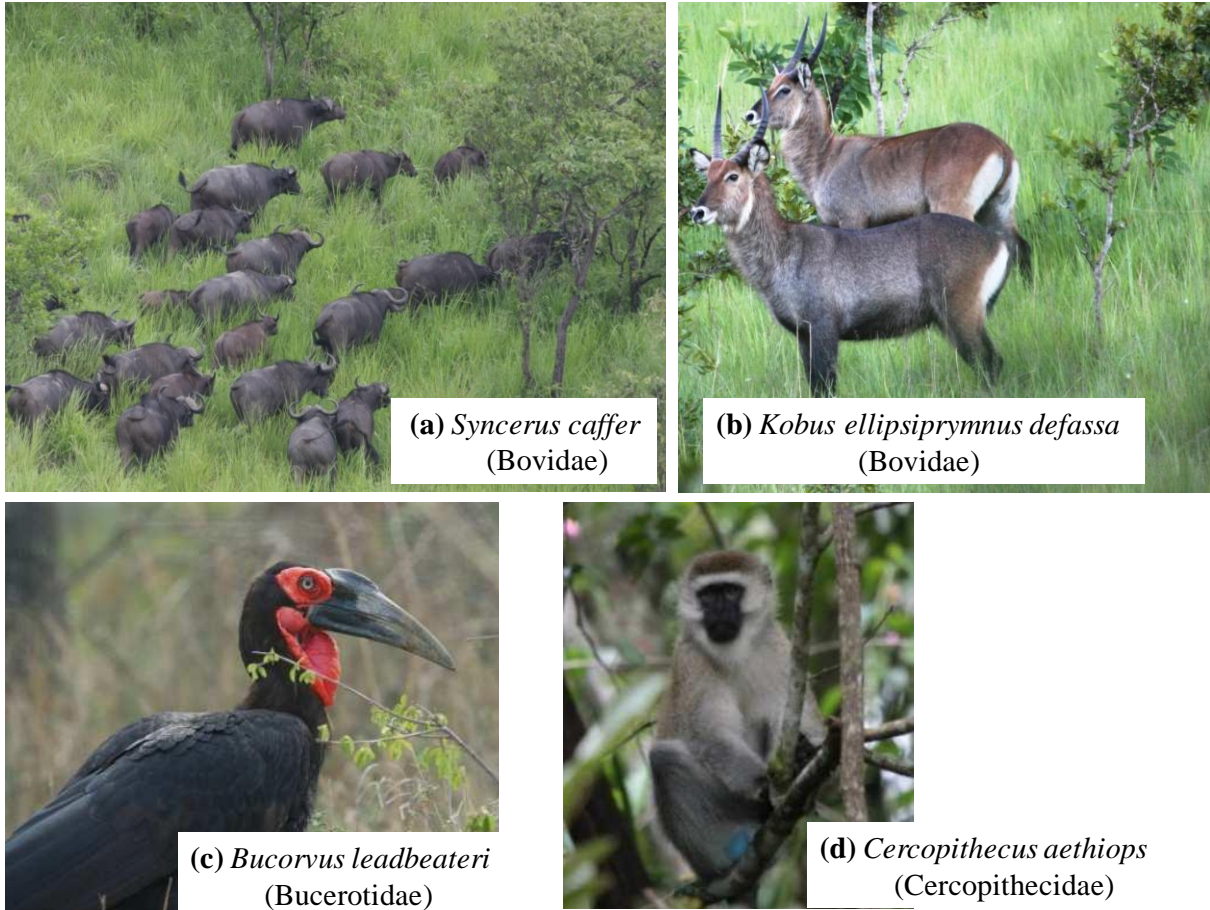 (a) Syncerus caffer
(Bovidae)
(b) Kobus ellipsiprymnus defassa
(Bovidae)
(c) Bucorvus leadbeateri
(Bucerotidae)
(d) Cercopithecus aethiops
(Cercopithecidae)